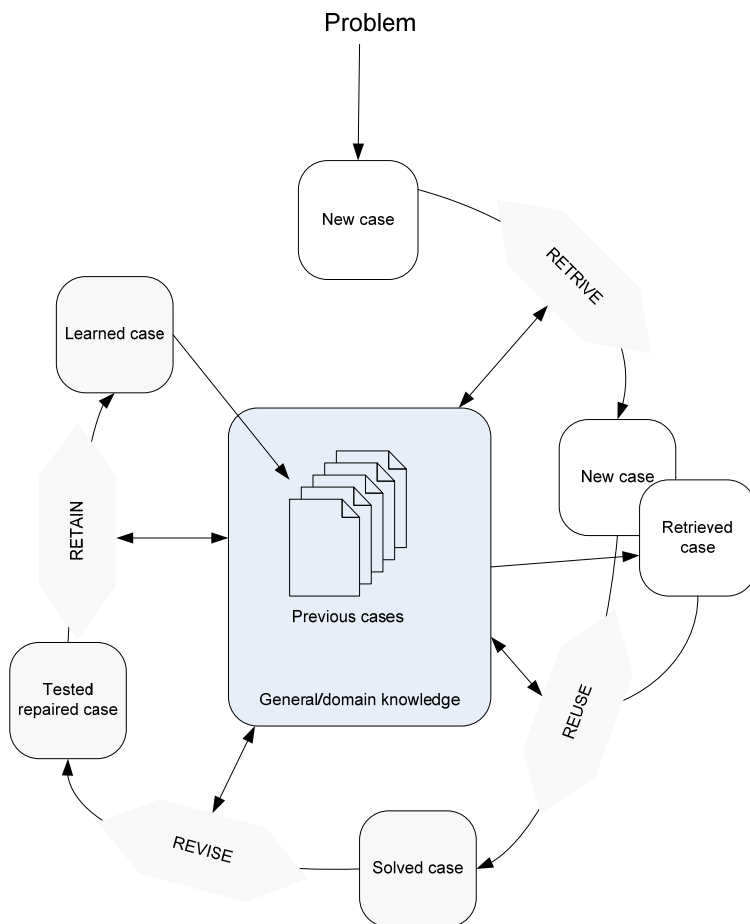 Problem
New case
RETRIVE
Learned case
New case
Retrieved
case
RETAIN
Previous cases
General/domain knowledge
Tested
repaired case
REUSE
REVISE
Solved case